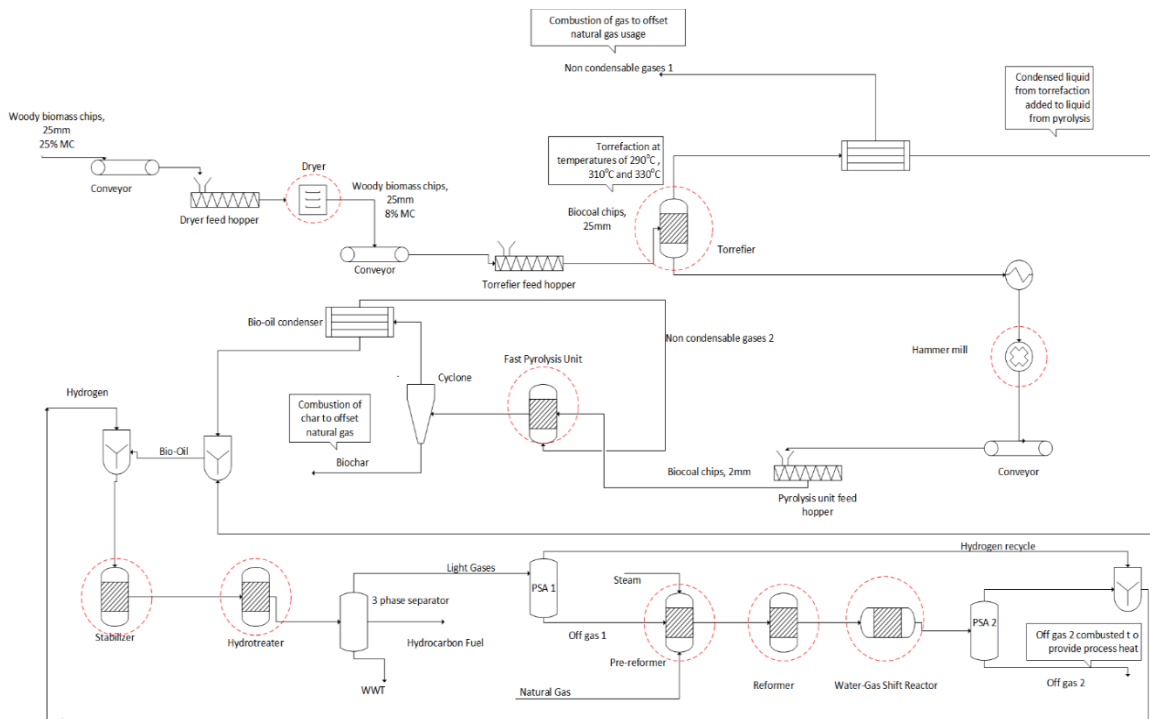 Combustion of gas to offset
natural gas usage
Non condensable gases 1
Condensed liquid
from torrefaction
added to liquid
from pyrolysis
Woody biomass chips,
25mm
25% MC
Conveyor
Dryer feed hopper
Dryer
Woody biomass chips,
25mm
8% MC
Conveyor
Torrefier feed hopper
Torrefaction at
temperatures of 290⁰C ,
310⁰C and 330⁰C
Biocoal chips,
25mm
Torrefier
Bio-oil condenser
Non condensable gases 2
Hammer mill
Fast Pyrolysis Unit
Cyclone
Hydrogen
Combustion of
char to offset
natural gas
Bio-Oil
Biochar
Biocoal chips, 2mm
Conveyor
Pyrolysis unit feed
hopper
Hydrogen recycle
Light Gases
Steam
PSA 1
3 phase separator
PSA 2
Hydrocarbon Fuel
Off gas 1
Stabilizer
Hydrotreater
Pre-reformer
Reformer
Water-Gas Shift Reactor
Off gas 2 combusted t o
provide process heat
WWT
Natural Gas
Off gas 2